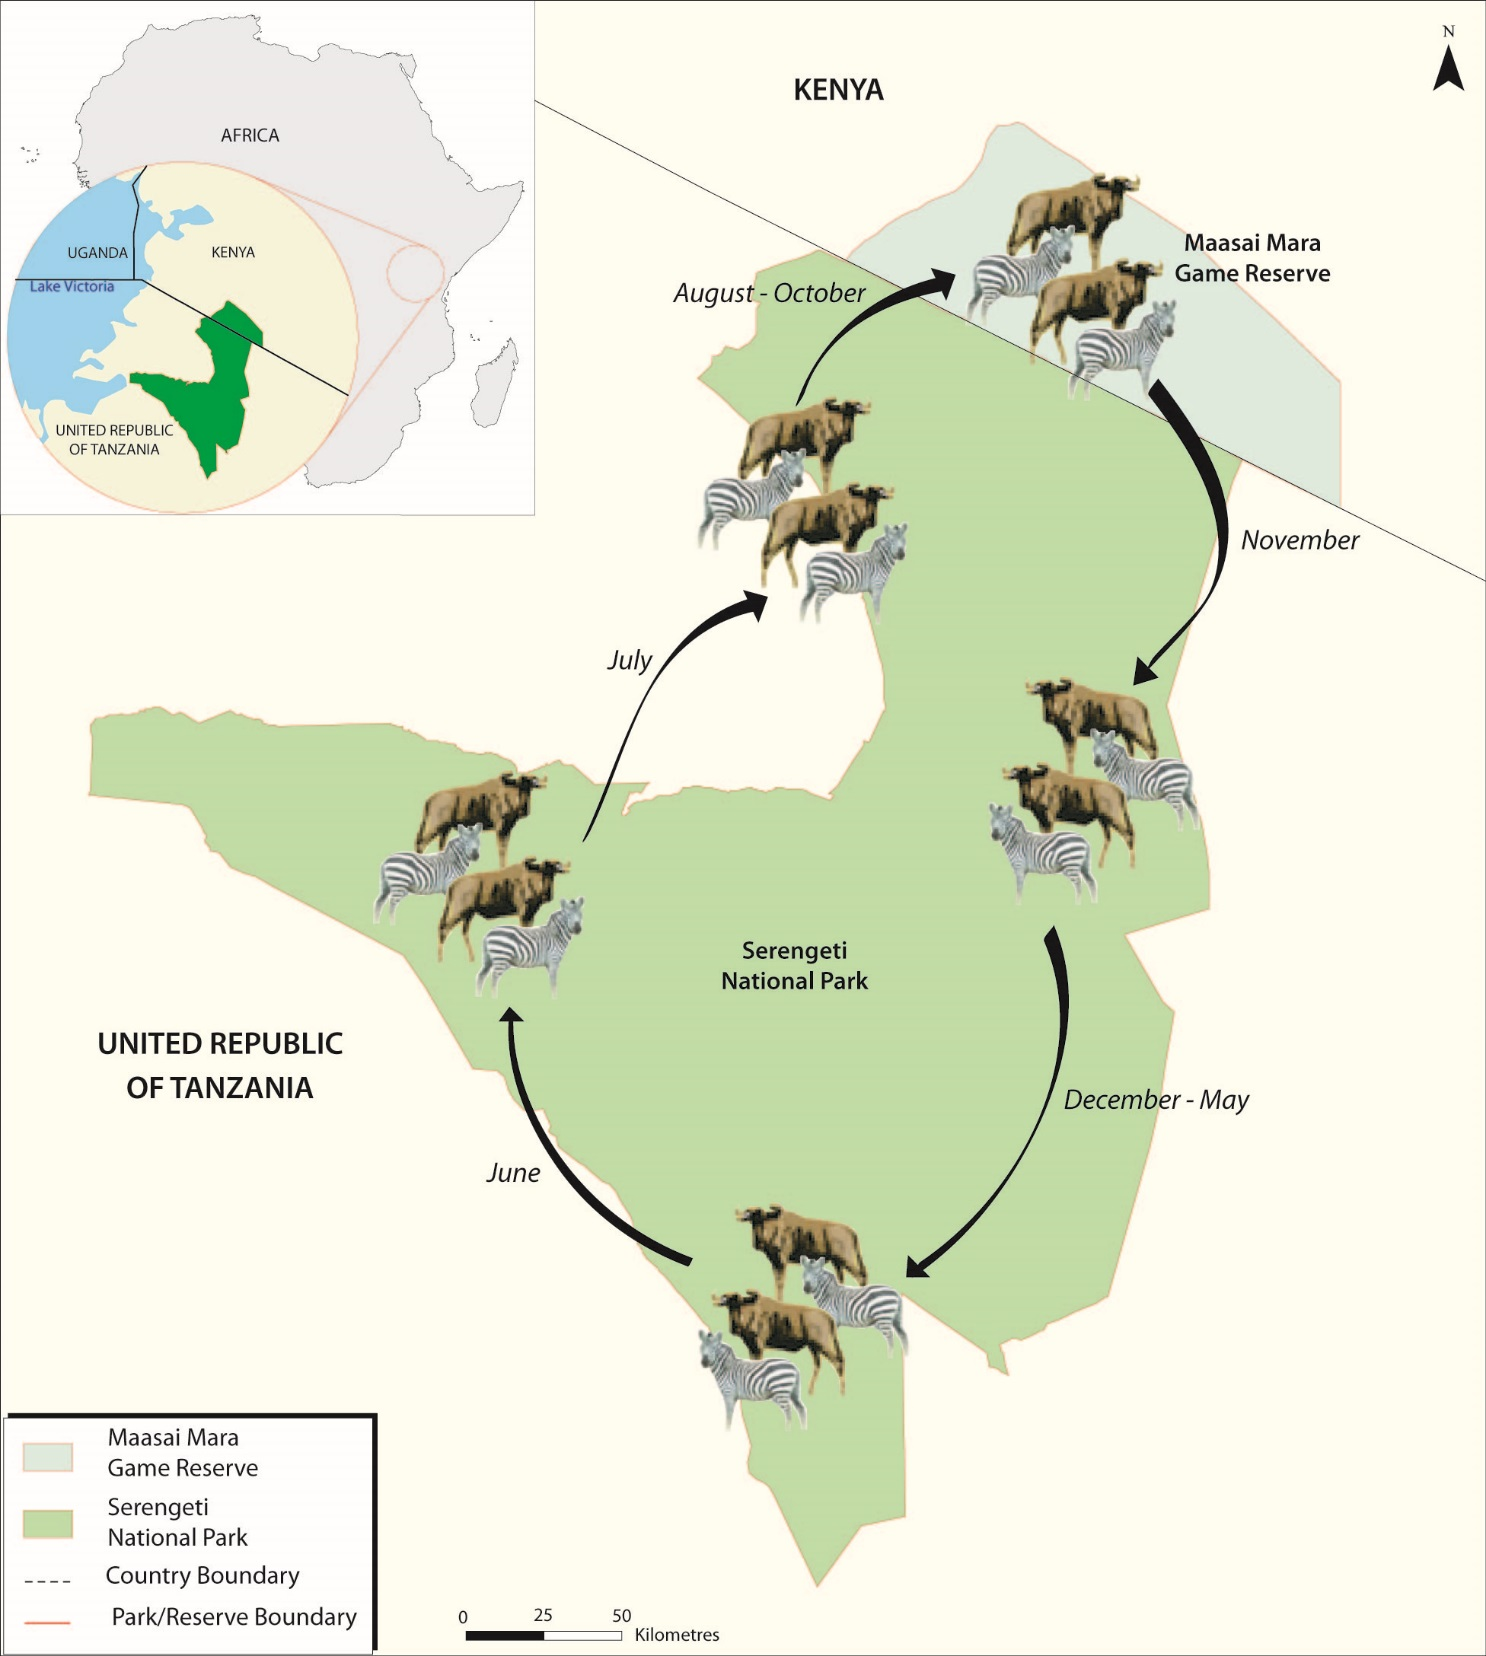 AFRICA
UGANDA
KENYA
Lake Victoria
UNITED REPUBLIC
OF TANZANIA
N
KENYA
Maasai Mara
Game Reserve
August - October
November
July
Serengeti
National Park
UNITED REPUBLIC
OF TANZANIA
December - May
June
Maasai Mara
Game Reserve
Serengeti
National Park
Country Boundary
Park/Reserve Boundary
0 25 50
Kilometres